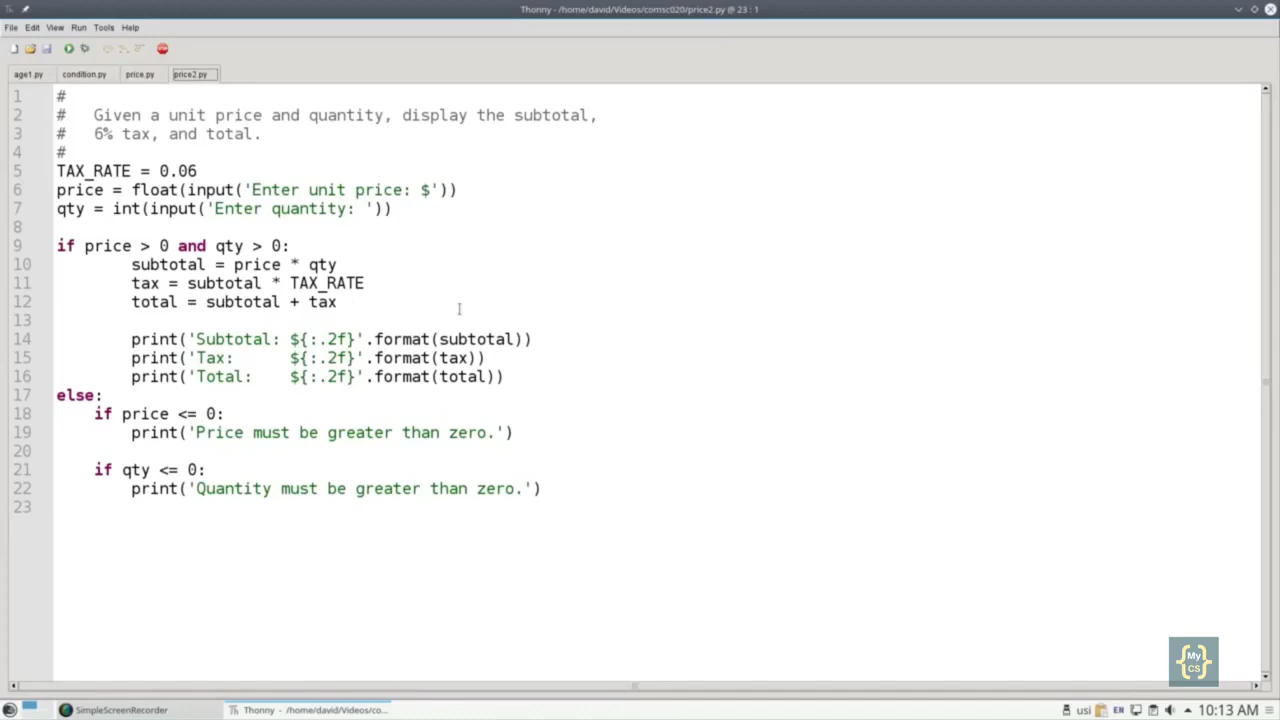 Thonny - /home/david/Videos/comsc020/price2.py @ 23 : 1
File Edit View Run Tools Help
age1.py condition.py price.py price2.py
1 #
2 #   Given a unit price and quantity, display the subtotal,
3 #   6% tax, and total.
4 #
5 TAX_RATE = 0.06
6 price = float(input('Enter unit price: $'))
7 qty = int(input('Enter quantity: '))
8
9 if price > 0 and qty > 0:
10         subtotal = price * qty
11         tax = subtotal * TAX_RATE
12         total = subtotal + tax
13
14         print('Subtotal: ${:.2f}'.format(subtotal))
15         print('Tax:      ${:.2f}'.format(tax))
16         print('Total:    ${:.2f}'.format(total))
17 else:
18     if price <= 0:
19         print('Price must be greater than zero.')
20
21     if qty <= 0:
22         print('Quantity must be greater than zero.')
23
My
CS
SimpleScreenRecorder Thonny - /home/david/Videos/co... usi EN 10:13 AM